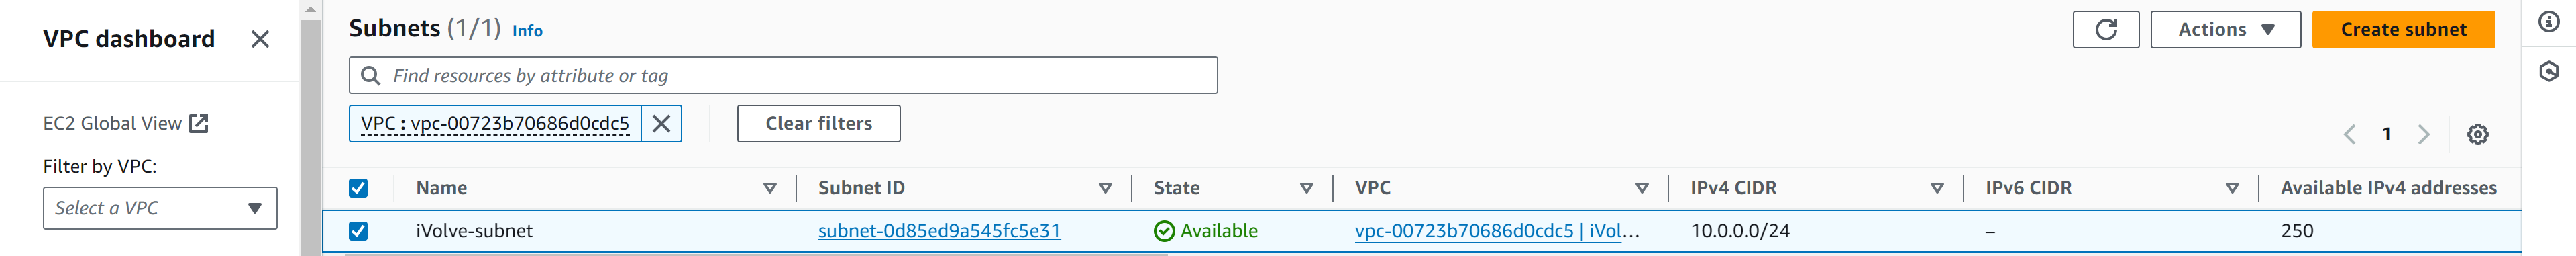 VPC dashboard
EC2 Global View
Filter by VPC:
Select a VPC
Subnets (1/1) Info
Actions
Create subnet
Find resources by attribute or tag
VPC : vpc-00723b70686d0cdc5
Clear filters
1
Name Subnet ID State VPC IPv4 CIDR IPv6 CIDR Available IPv4 addresses
iVolve-subnet subnet-0d85ed9a545fc5e31 Available vpc-00723b70686d0cdc5 | iVol... 10.0.0.0/24 – 250